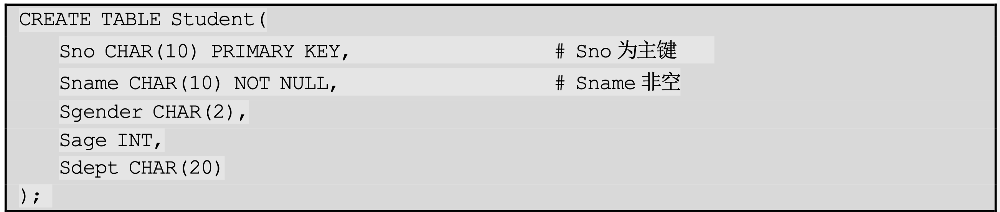 CREATE TABLE Student(
Sno CHAR(10) PRIMARY KEY, # Sno 为主键
Sname CHAR(10) NOT NULL, # Sname 非空
Sgender CHAR(2),
Sage INT,
Sdept CHAR(20)
);